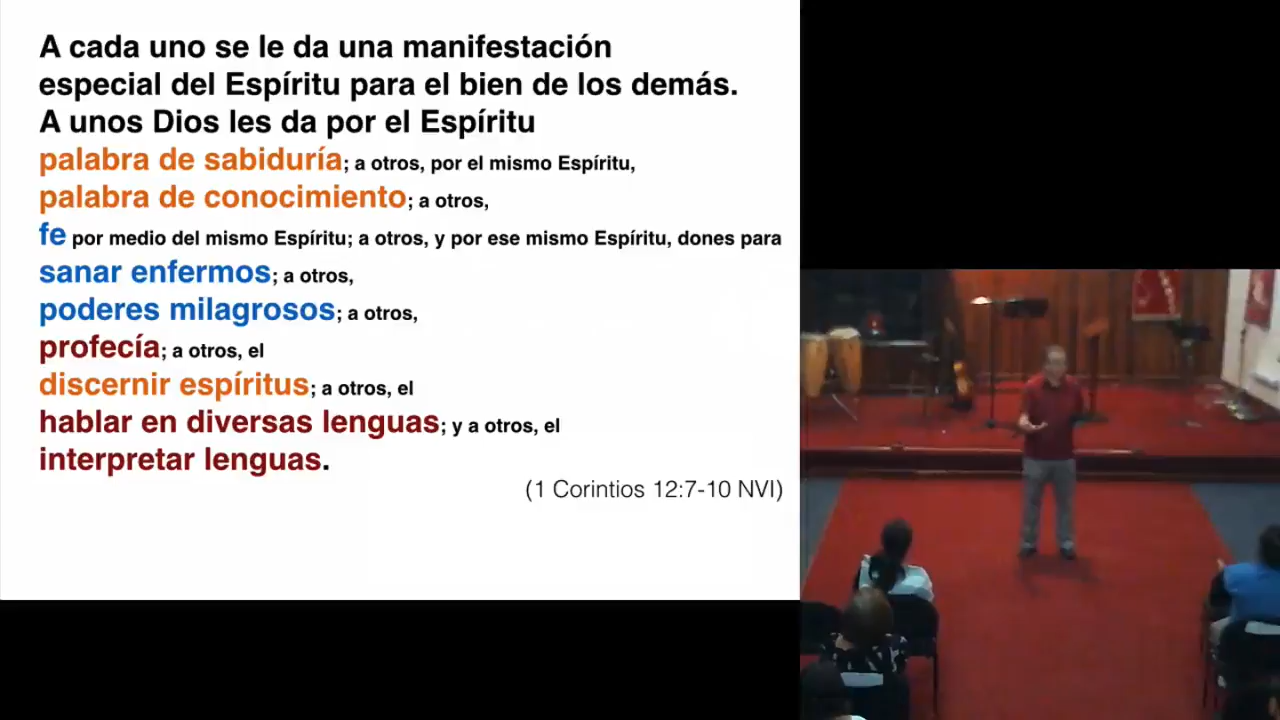 A cada uno se le da una manifestación
especial del Espíritu para el bien de los demás.
A unos Dios les da por el Espíritu
palabra de sabiduría; a otros, por el mismo Espíritu,
palabra de conocimiento; a otros,
fe por medio del mismo Espíritu; a otros, y por ese mismo Espíritu, dones para
sanar enfermos; a otros,
poderes milagrosos; a otros,
profecía; a otros, el
discernir espíritus; a otros, el
hablar en diversas lenguas; y a otros, el
interpretar lenguas.
(1 Corintios 12:7-10 NVI)